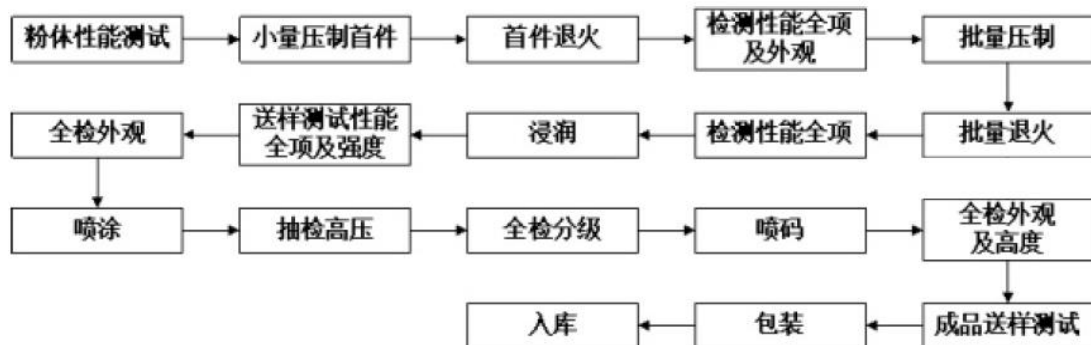 粉体性能测试
小量压制首件
首件退火
检测性能全项
及外观
批量压制
全检外观
送样测试性能
全项及强度
浸润
检测性能全项
批量退火
喷涂
抽检高压
全检分级
喷码
全检外观
及高度
入库
包装
成品送样测试